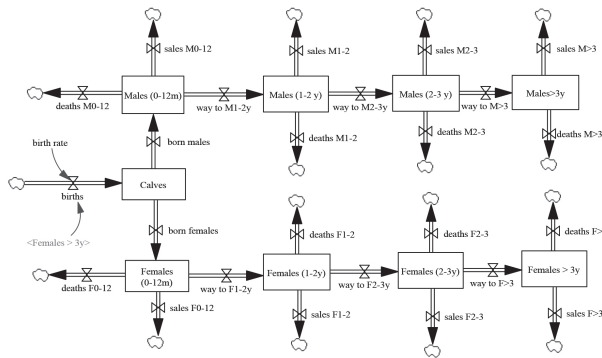 sales M0-12
sales M1-2
sales M2-3
sales M>3
Males (0-12m)
Males (1-2 y)
Males (2-3 y)
Males>3y
deaths M0-12
way to M1-2y
way to M2-3y
way to M>3
deaths M1-2
deaths M2-3
deaths M>3
born males
birth rate
Calves
births
<Females > 3y>
born females
deaths F1-2
deaths F2-3
deaths F>
Females
(0-12m)
Females (1-2y)
Females (2-3y)
Females > 3y
deaths F0-12
way to F1-2y
way to F2-3y
way to F>3
sales F0-12
sales F1-2
sales F2-3
sales F>3